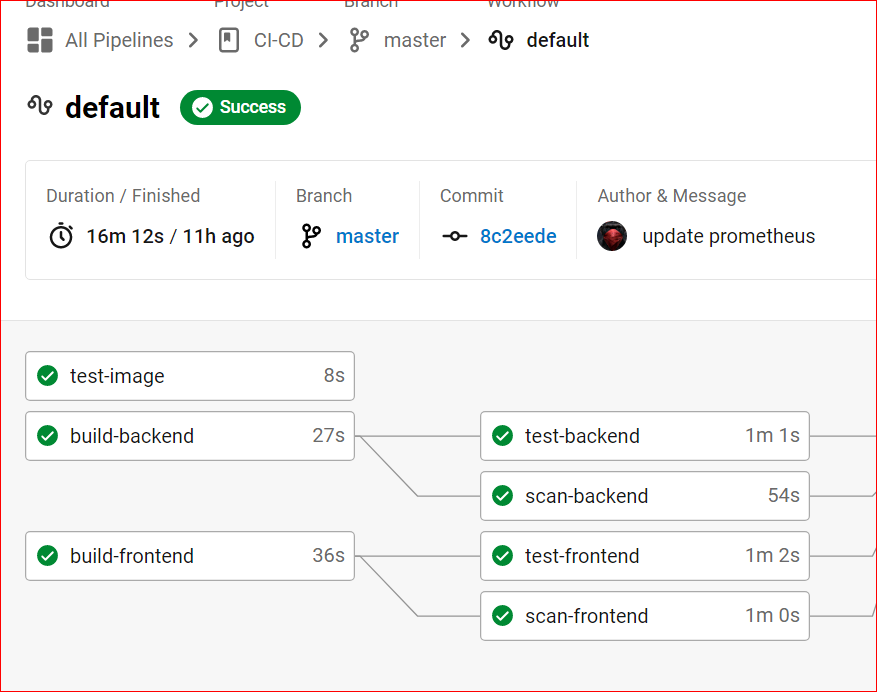 Dashboard Project Branch Workflow
All Pipelines CI-CD master default
default Success
Duration / Finished Branch Commit Author & Message
16m 12s / 11h ago master 8c2eede update prometheus
test-image 8s
build-backend 27s test-backend 1m 1s
scan-backend 54s
build-frontend 36s test-frontend 1m 2s
scan-frontend 1m 0s